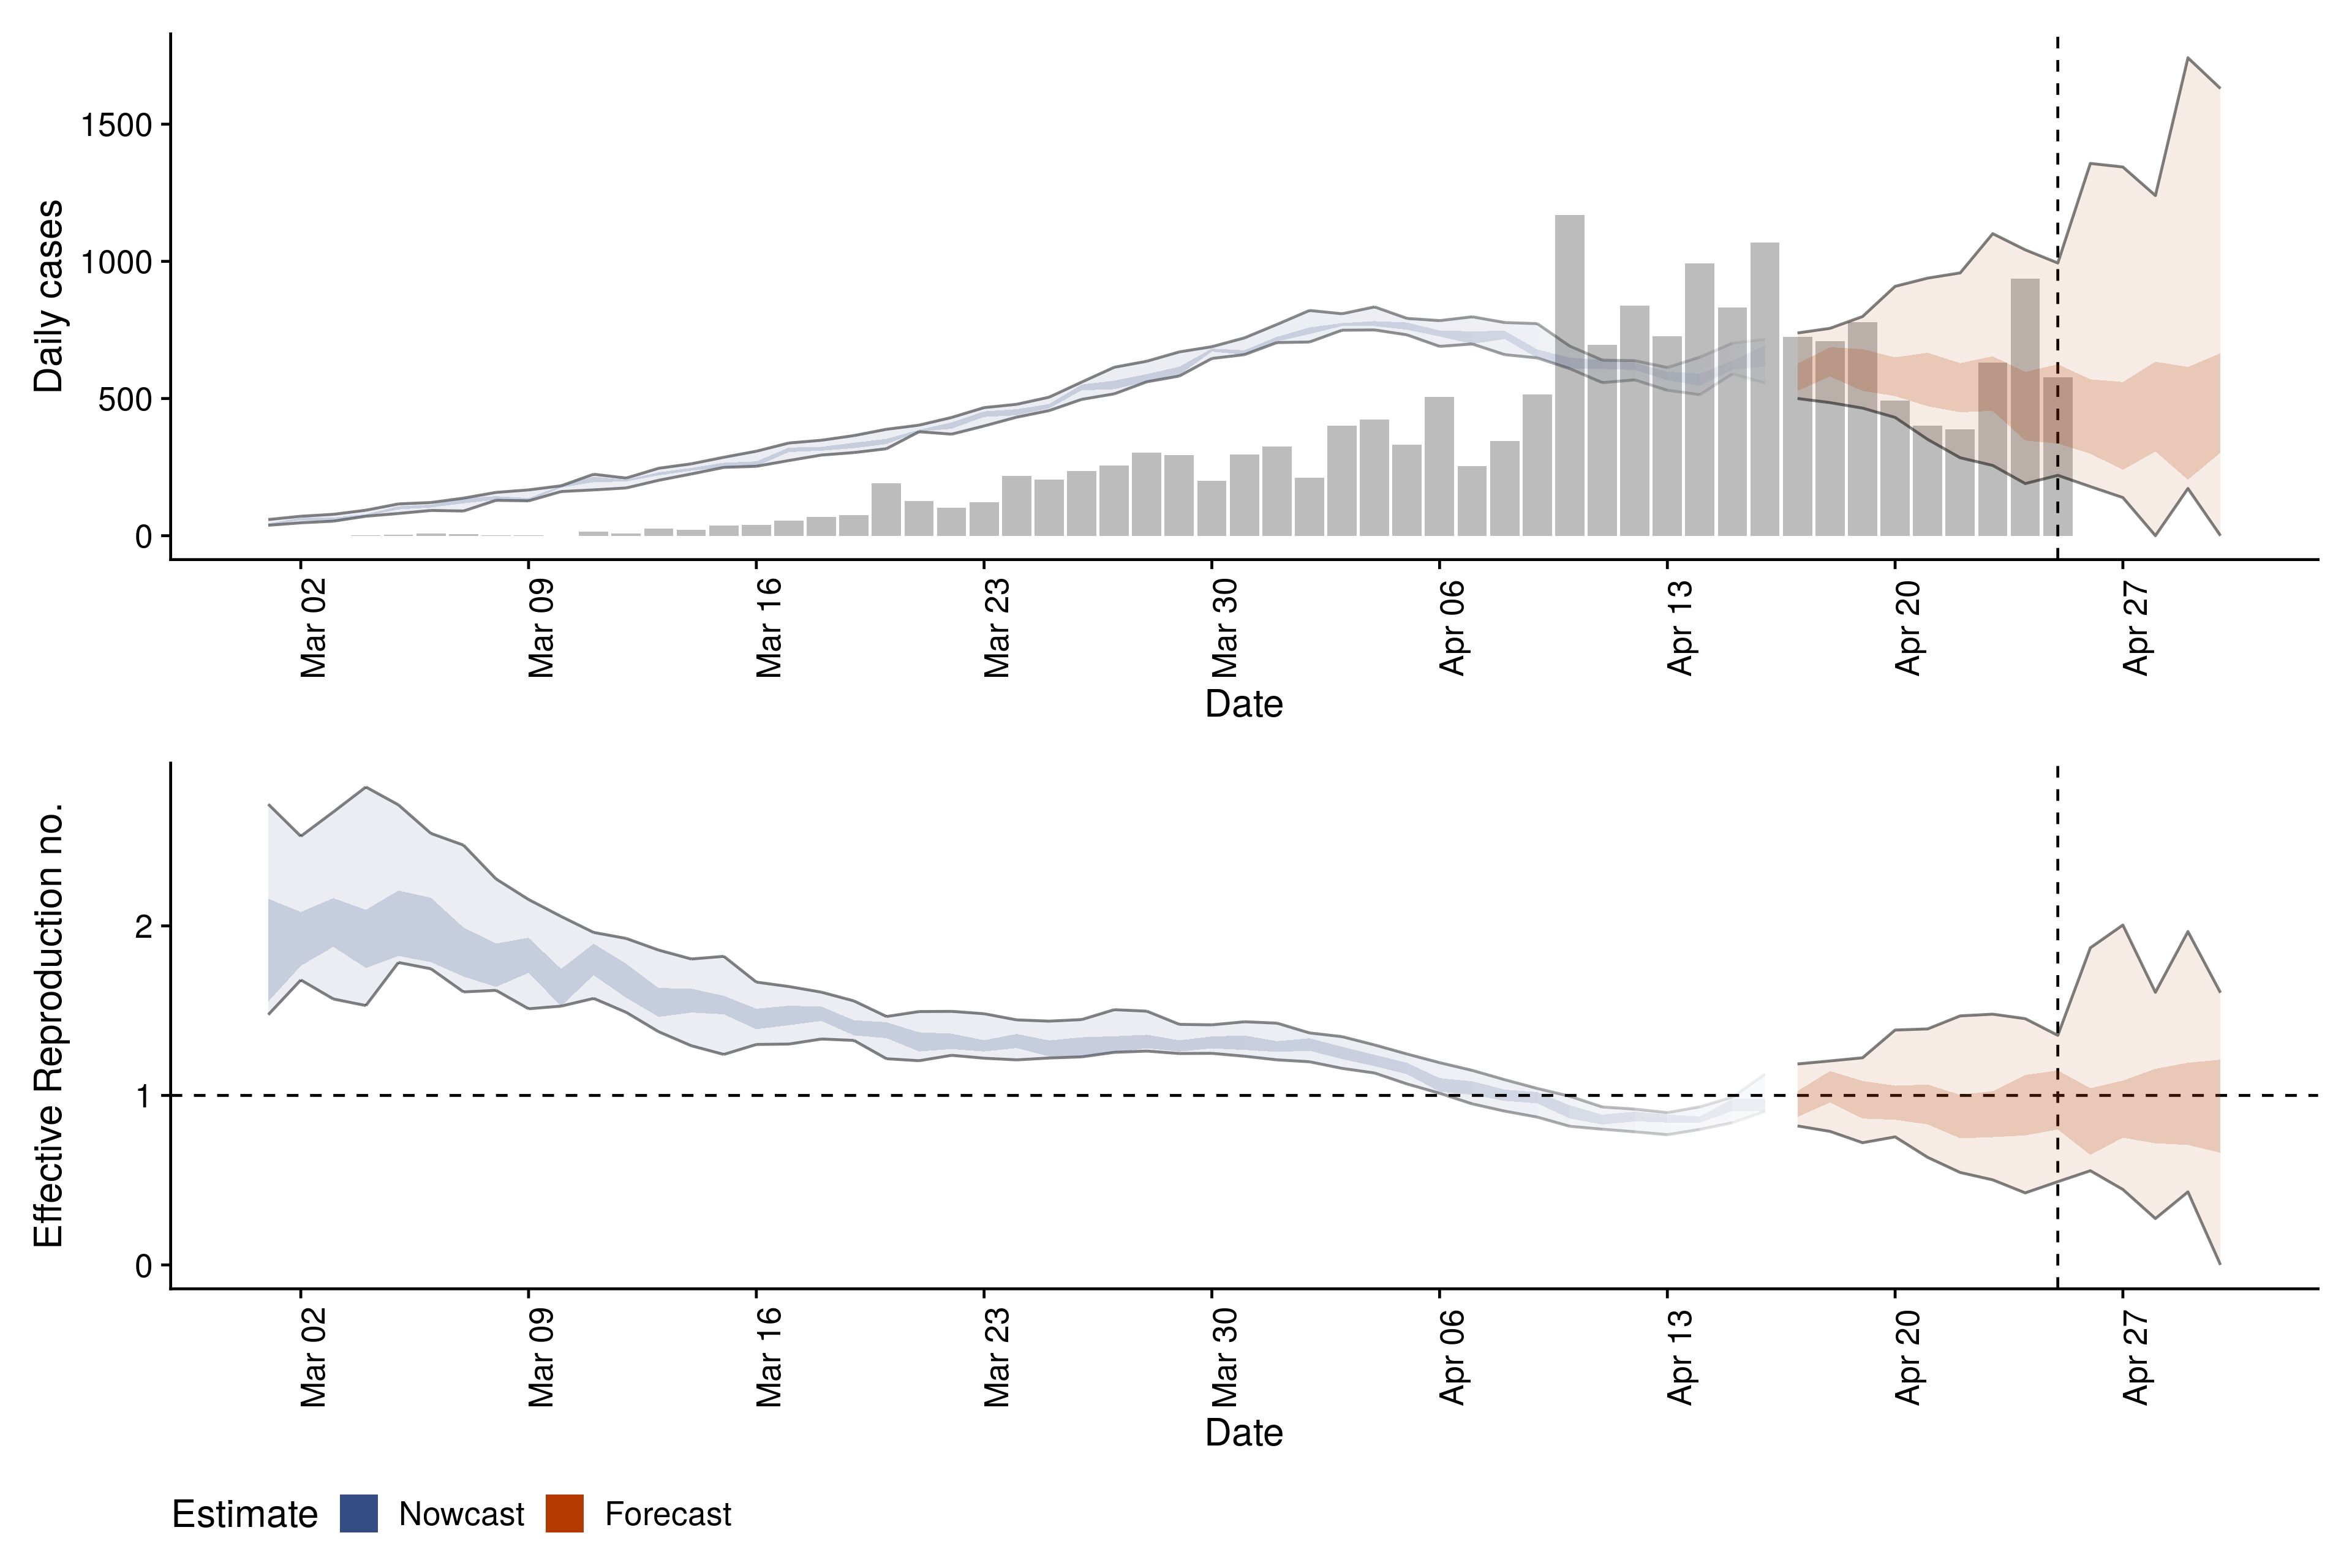 Daily cases
1500
1000
500
0
Mar 02
Mar 09
Mar 16
Mar 23
Mar 30
Apr 06
Apr 13
Apr 20
Apr 27
Date
Effective Reproduction no.
2
1
0
Mar 02
Mar 09
Mar 16
Mar 23
Mar 30
Apr 06
Apr 13
Apr 20
Apr 27
Date
Estimate Nowcast Forecast